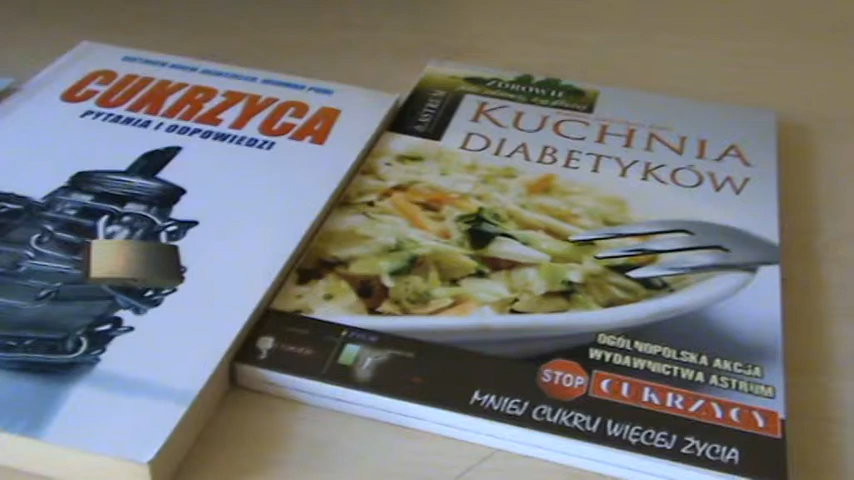 CUKRZYCA
PYTANIA I ODPOWIEDZI
ZDROWIE
ASTRUM
KUCHNIA
DIABETYKÓW
OGÓLNOPOLSKA AKCJA
WYDAWNICTWA ASTRUM
STOP CUKRZYCY
MNIEJ CUKRU WIĘCEJ ŻYCIA